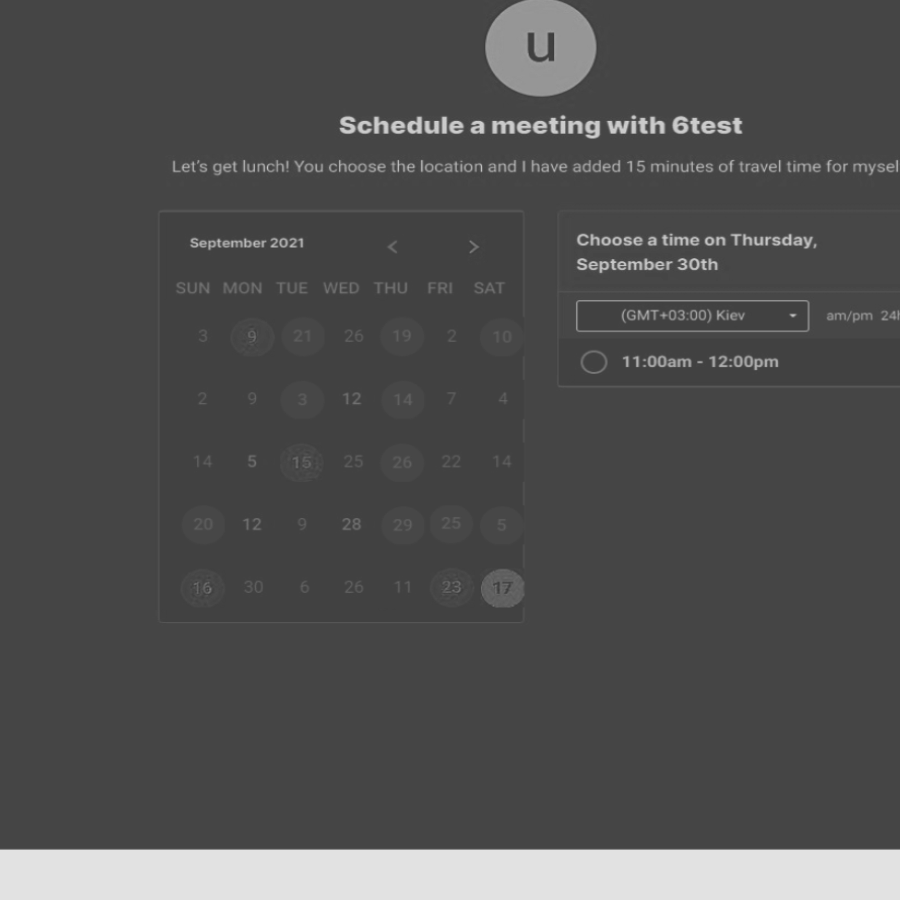 u
Schedule a meeting with 6test
Let's get lunch! You choose the location and I have added 15 minutes of travel time for mysel
September 2021 < >
SUN MON TUE WED THU FRI SAT
3 9 21 26 19 2 10
2 9 3 12 14 7 4
14 5 15 25 26 22 14
20 12 9 28 29 25 5
16 30 6 26 11 23 17
Choose a time on Thursday,
September 30th
(GMT+03:00) Kiev am/pm 24h
11:00am - 12:00pm